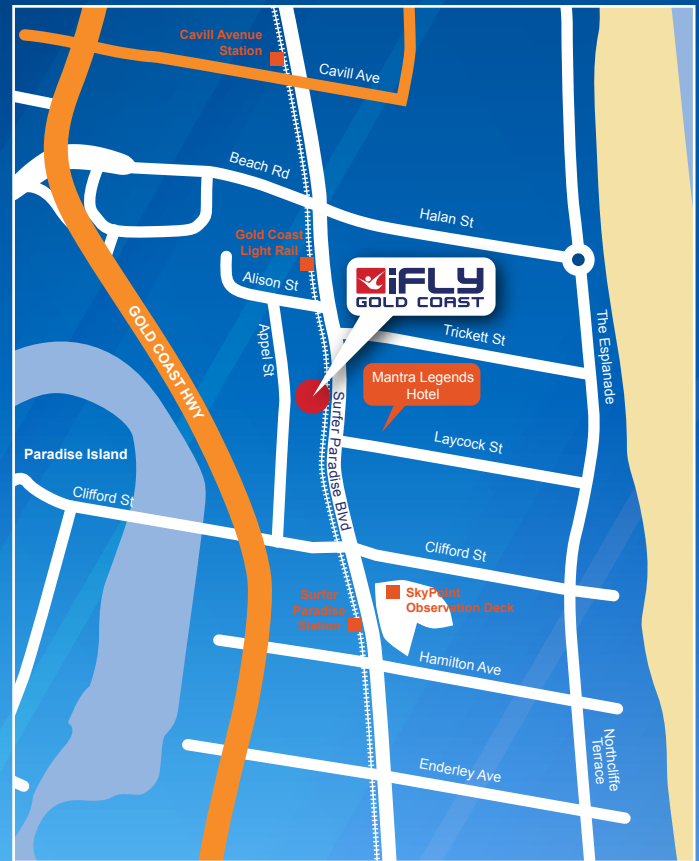 Cavill Avenue
Station
Cavill Ave
Beach Rd
Halan St
Gold Coast
Light Rail
Alison St
iFLY
GOLD COAST
GOLD COAST HWY
Appel St
Trickett St
The Esplanade
Mantra Legends
Hotel
Surfer Paradise Blvd
Laycock St
Paradise Island
Clifford St
Clifford St
Surfer
Paradise
Station
SkyPoint
Observation Deck
Hamilton Ave
Northcliffe
Terrace
Enderley Ave